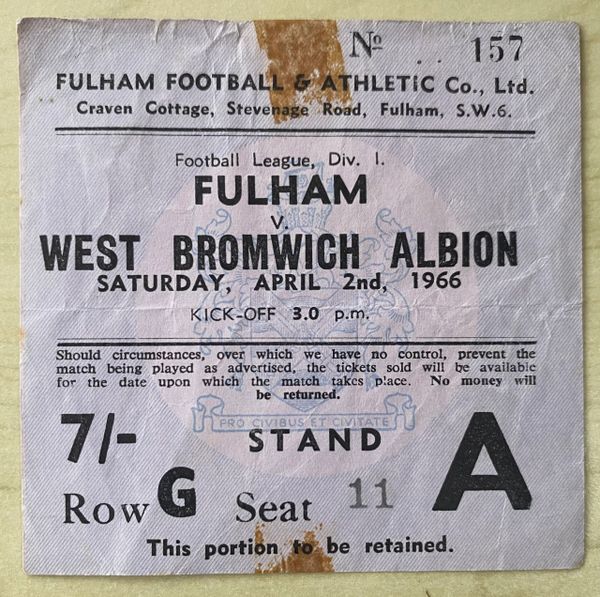 No .. 157
FULHAM FOOTBALL & ATHLETIC Co., Ltd.
Craven Cottage, Stevenage Road, Fulham, S.W.6.
Football League, Div. 1.
FULHAM
v.
WEST BROMWICH ALBION
SATURDAY, APRIL 2nd, 1966
KICK-OFF 3.0 p.m.
Should circumstances, over which we have no control, prevent the
match being played as advertised, the tickets sold will be available
for the date upon which the match takes place. No money will
be returned.
PRO CIVIBUS ET CIVITATE
7/- STAND A
Row G Seat 11
This portion to be retained.